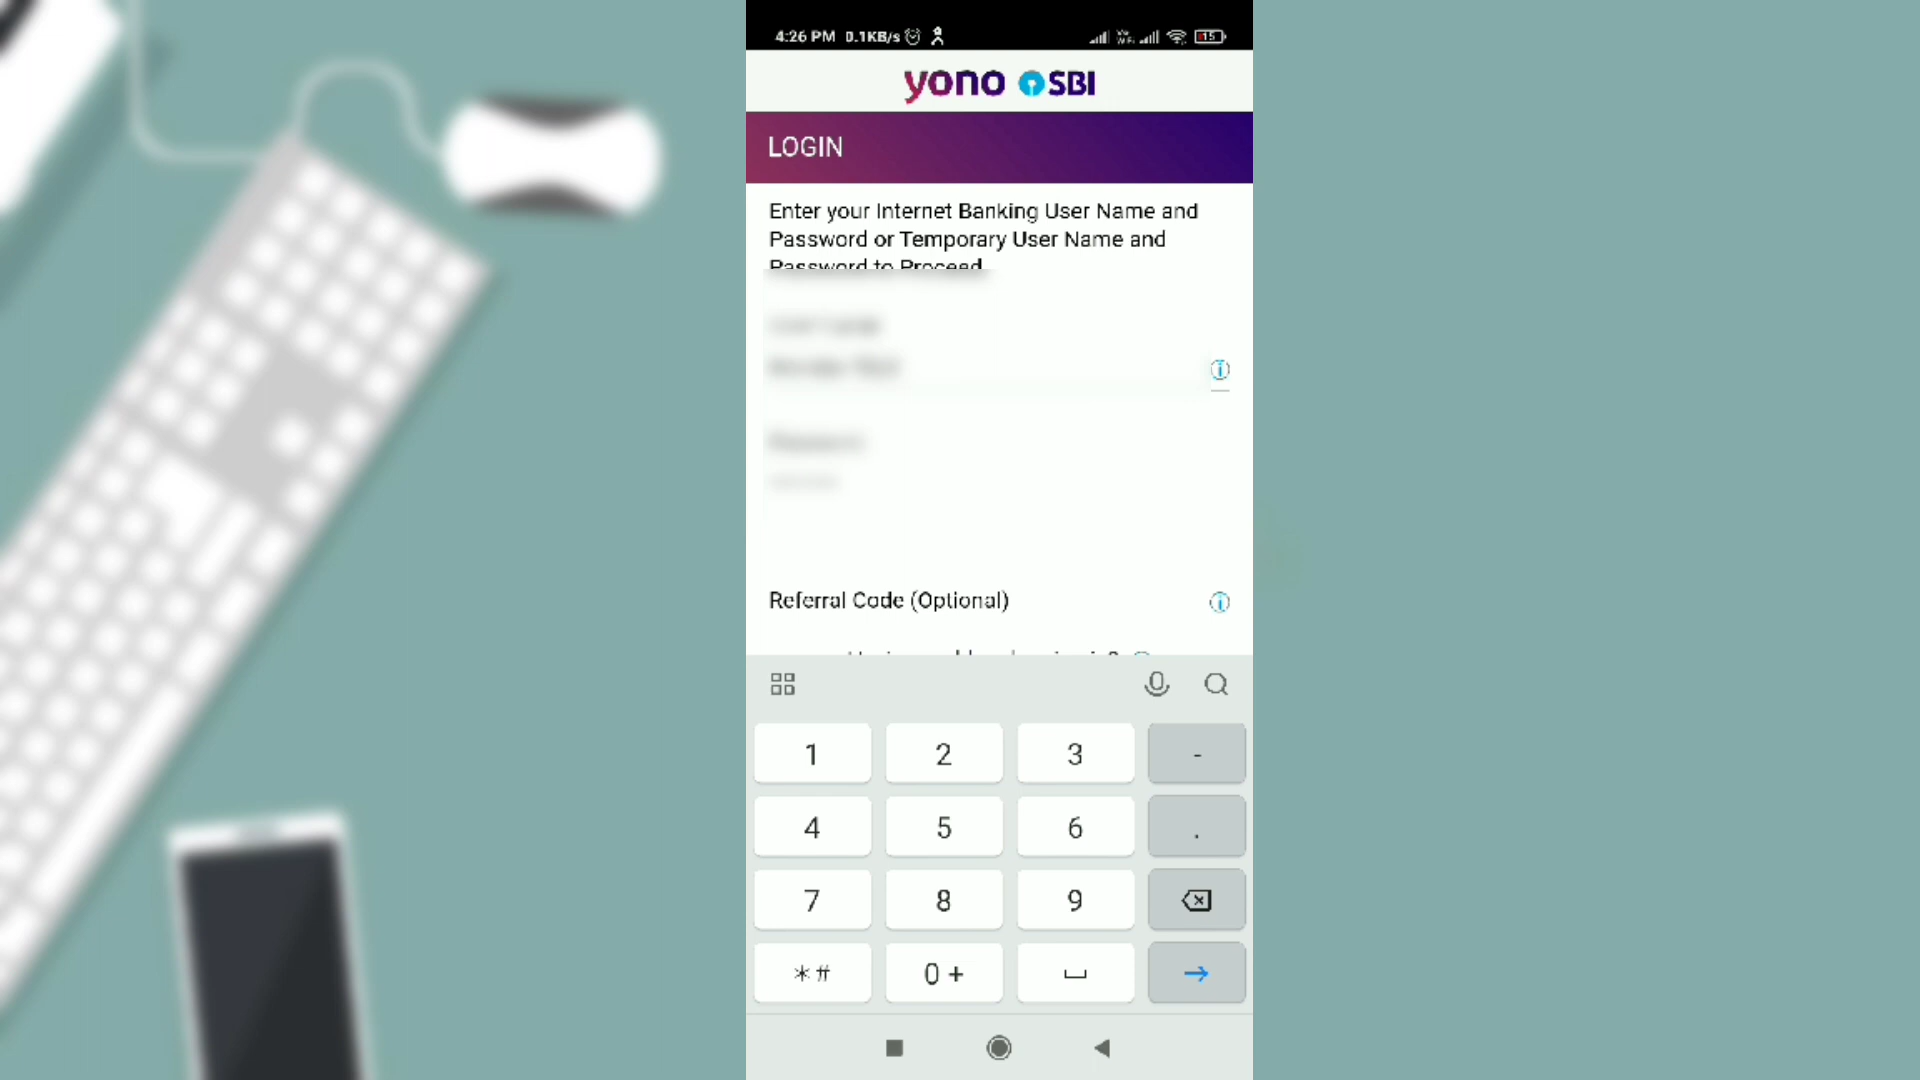 4:26 PM 0.1KB/s 15
yono SBI
LOGIN
Enter your Internet Banking User Name and
Password or Temporary User Name and
Password to Proceed
Referral Code (Optional)
1 2 3 -
4 5 6 .
7 8 9
*# 0 +